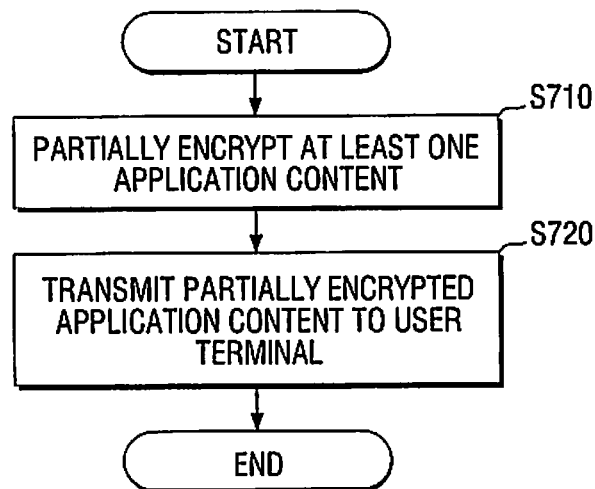 START
S710
PARTIALLY ENCRYPT AT LEAST ONE
APPLICATION CONTENT
S720
TRANSMIT PARTIALLY ENCRYPTED
APPLICATION CONTENT TO USER
TERMINAL
END